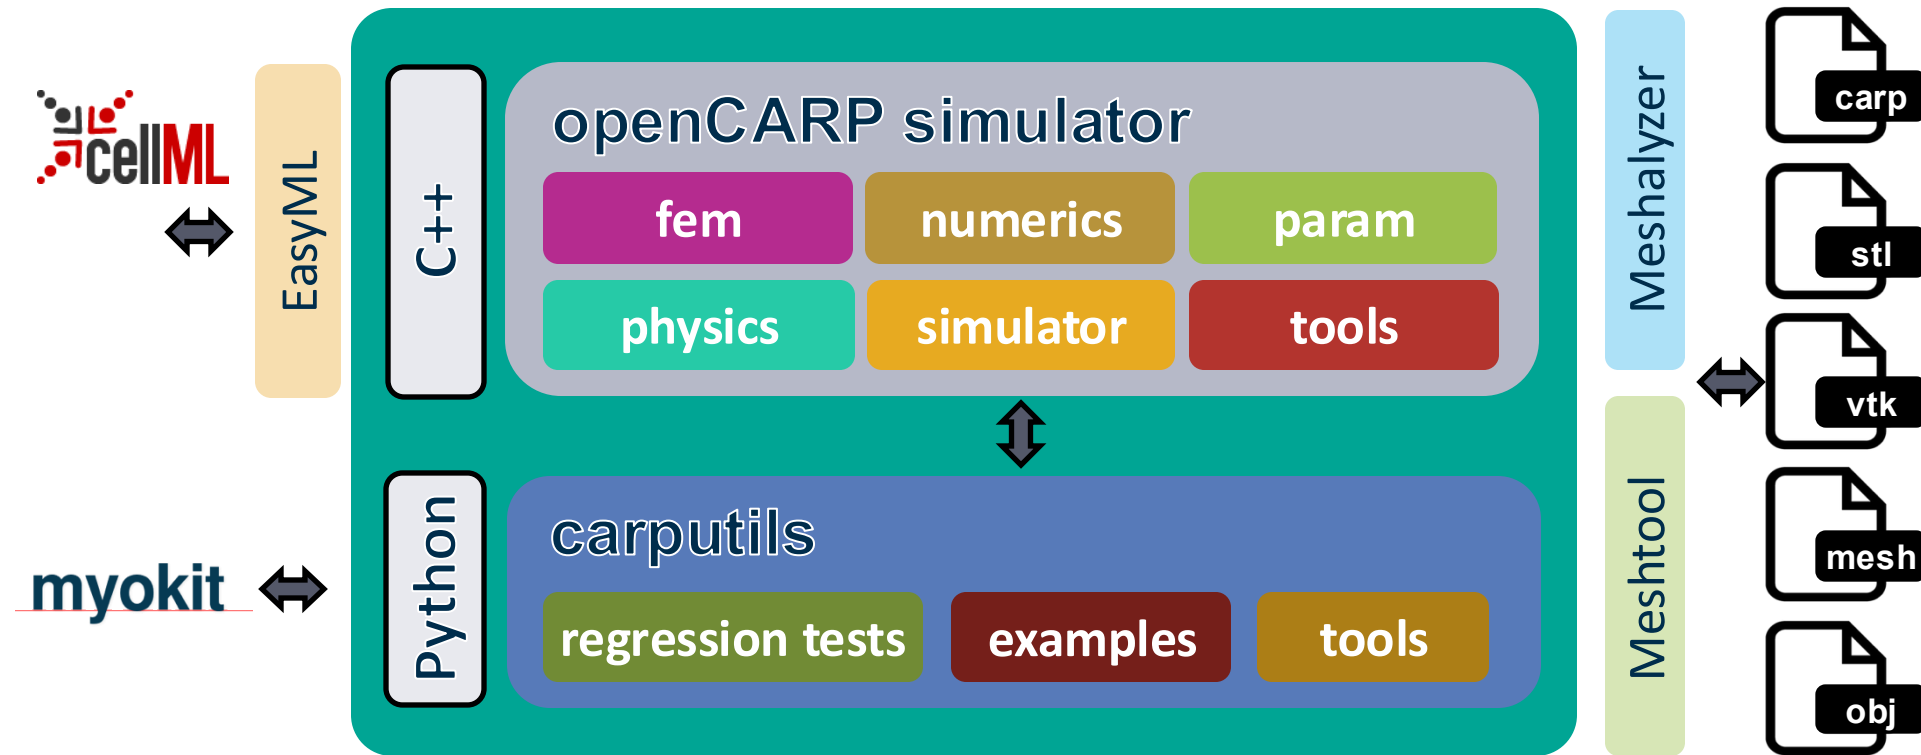 cellML
EasyML
C++
openCARP simulator
fem
numerics
param
physics
simulator
tools
myokit
Python
carputils
regression tests
examples
tools
Meshalyzer
Meshtool
carp
stl
vtk
mesh
obj